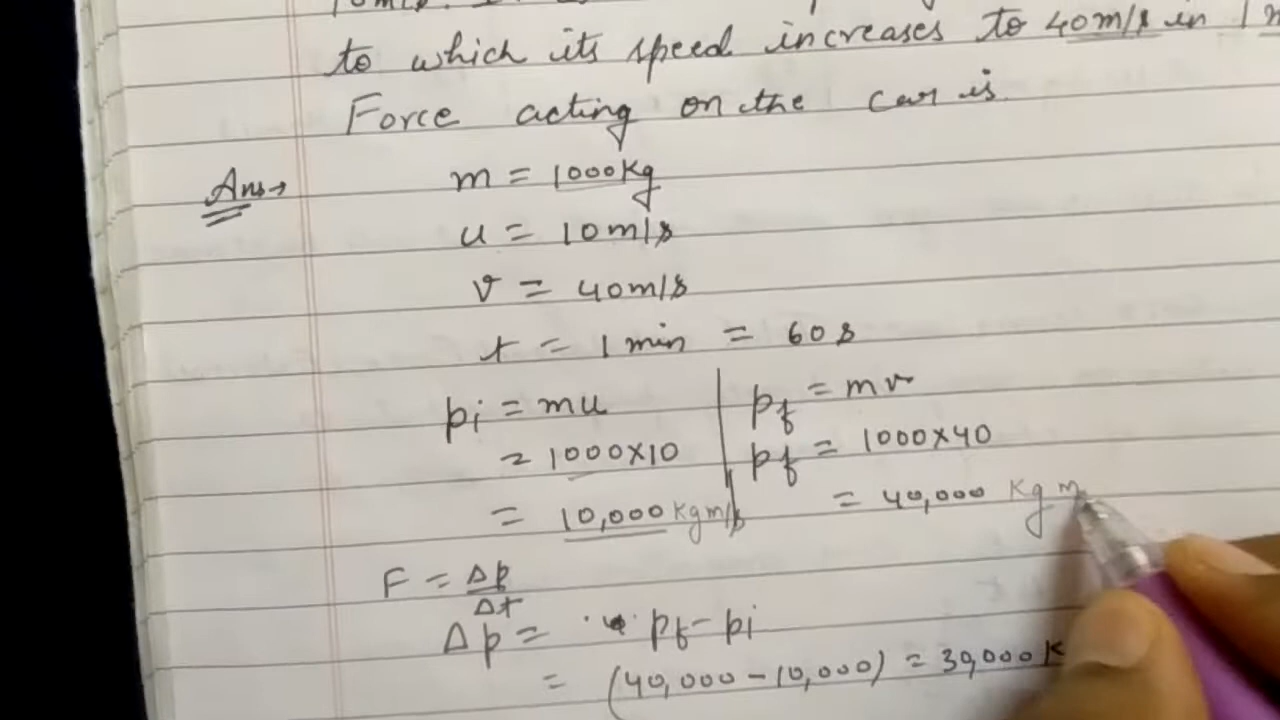 to which its speed increases to 40m/s in 1
Force acting on the car is
Ans→ m = 1000kg
u = 10m/s
v = 40m/s
t = 1 min = 60s
pi = mu
= 1000×10
= 10,000 kgm/s
pf = mv
pf = 1000×40
= 40,000 Kg m
F = Δp/Δt
Δp = pf - pi
= (40,000 - 10,000) = 30,000 K